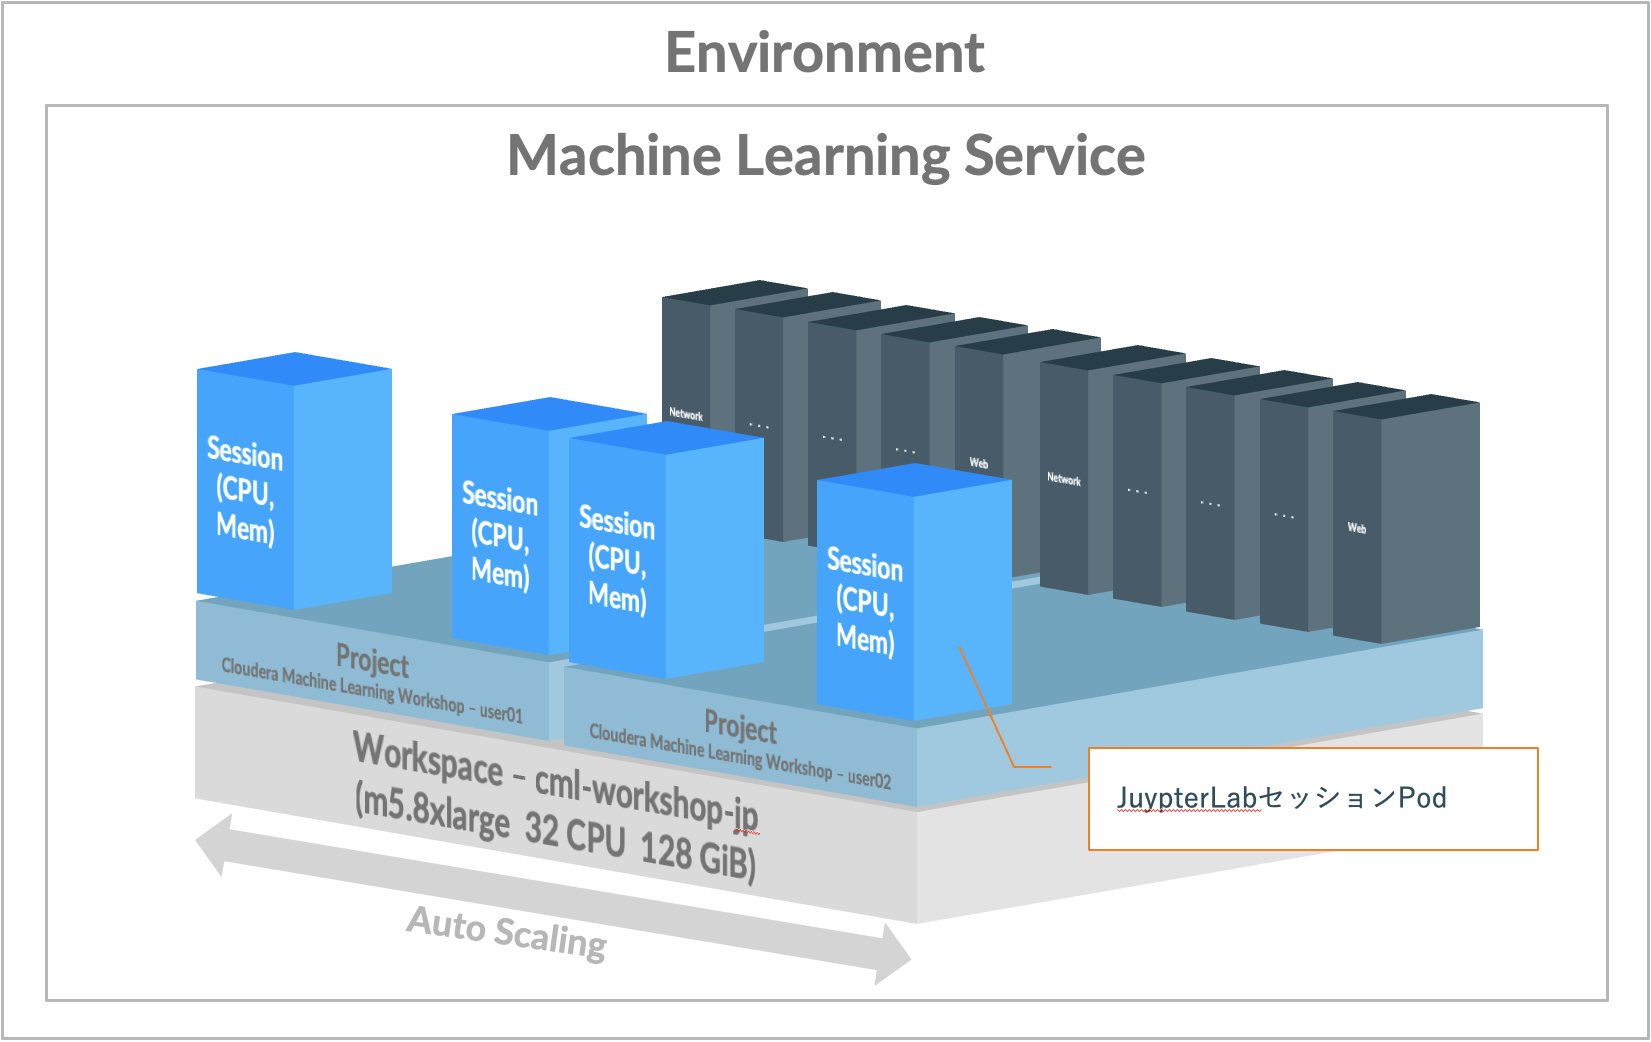 Environment
Machine Learning Service
Network
...
...
...
Web
Network
...
...
...
Web
Session
(CPU,
Mem)
Session
(CPU,
Mem)
Session
(CPU,
Mem)
Session
(CPU,
Mem)
Project
Cloudera Machine Learning Workshop – user01
Project
Cloudera Machine Learning Workshop – user02
Workspace – cml-workshop-jp
(m5.8xlarge 32 CPU 128 GiB)
JuypterLabセッションPod
Auto Scaling